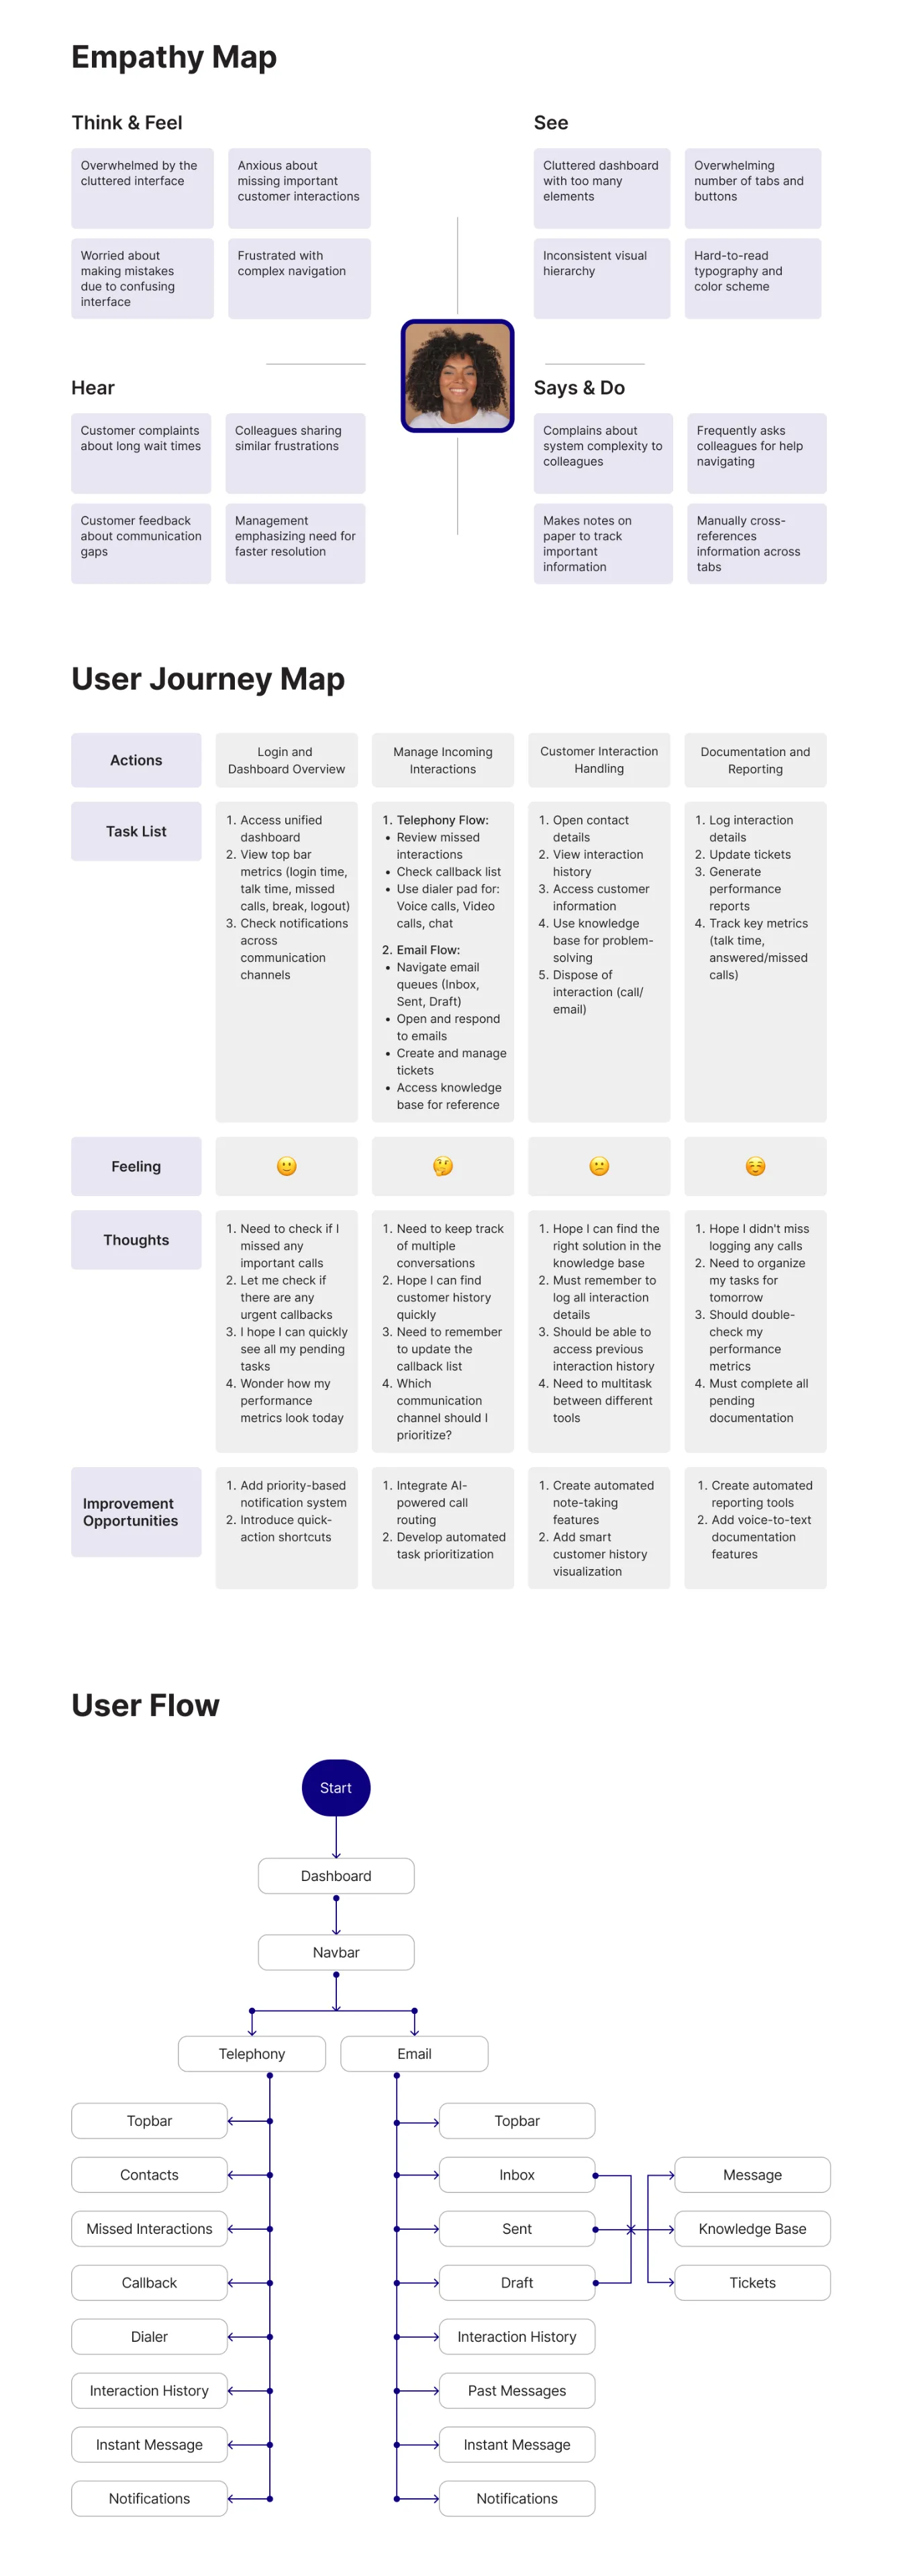 Empathy Map
Think & Feel
Overwhelmed by the
cluttered interface
Anxious about
missing important
customer interactions
Worried about
making mistakes
due to confusing
interface
Frustrated with
complex navigation
See
Cluttered dashboard
with too many
elements
Overwhelming
number of tabs and
buttons
Inconsistent visual
hierarchy
Hard-to-read
typography and
color scheme
Hear
Customer complaints
about long wait times
Colleagues sharing
similar frustrations
Customer feedback
about communication
gaps
Management
emphasizing need for
faster resolution
Says & Do
Complains about
system complexity to
colleagues
Frequently asks
colleagues for help
navigating
Makes notes on
paper to track
important
information
Manually cross-
references
information across
tabs
User Journey Map
Actions
Login and
Dashboard Overview
Manage Incoming
Interactions
Customer Interaction
Handling
Documentation and
Reporting
Task List
1. Access unified
dashboard
2. View top bar
metrics (login time,
talk time, missed
calls, break, logout)
3. Check notifications
across
communication
channels
1. Telephony Flow:
• Review missed
interactions
• Check callback list
• Use dialer pad for:
Voice calls, Video
calls, chat
2. Email Flow:
• Navigate email
queues (Inbox,
Sent, Draft)
• Open and respond
to emails
• Create and manage
tickets
• Access knowledge
base for reference
1. Open contact
details
2. View interaction
history
3. Access customer
information
4. Use knowledge
base for problem-
solving
5. Dispose of
interaction (call/
email)
1. Log interaction
details
2. Update tickets
3. Generate
performance
reports
4. Track key metrics
(talk time,
answered/missed
calls)
Feeling
Thoughts
1. Need to check if I
missed any
important calls
2. Let me check if
there are any
urgent callbacks
3. I hope I can quickly
see all my pending
tasks
4. Wonder how my
performance
metrics look today
1. Need to keep track
of multiple
conversations
2. Hope I can find
customer history
quickly
3. Need to remember
to update the
callback list
4. Which
communication
channel should I
prioritize?
1. Hope I can find the
right solution in the
knowledge base
2. Must remember to
log all interaction
details
3. Should be able to
access previous
interaction history
4. Need to multitask
between different
tools
1. Hope I didn't miss
logging any calls
2. Need to organize
my tasks for
tomorrow
3. Should double-
check my
performance
metrics
4. Must complete all
pending
documentation
Improvement
Opportunities
1. Add priority-based
notification system
2. Introduce quick-
action shortcuts
1. Integrate AI-
powered call
routing
2. Develop automated
task prioritization
1. Create automated
note-taking
features
2. Add smart
customer history
visualization
1. Create automated
reporting tools
2. Add voice-to-text
documentation
features
User Flow
Start
Dashboard
Navbar
Telephony
Email
Topbar
Contacts
Missed Interactions
Callback
Dialer
Interaction History
Instant Message
Notifications
Topbar
Inbox
Sent
Draft
Interaction History
Past Messages
Instant Message
Notifications
Message
Knowledge Base
Tickets